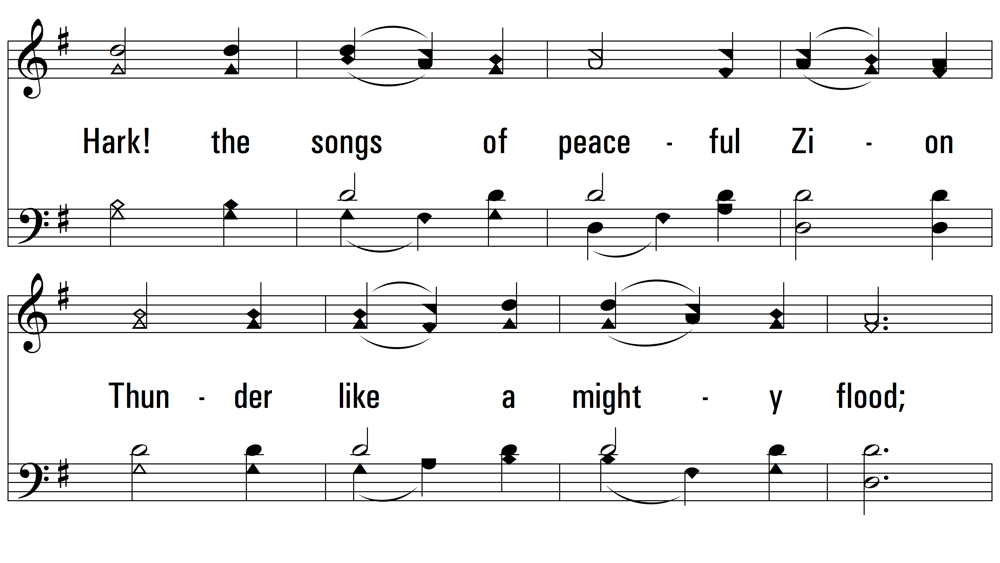 Hark! the songs of peace - ful Zi - on
Thun - der like a might - y flood;